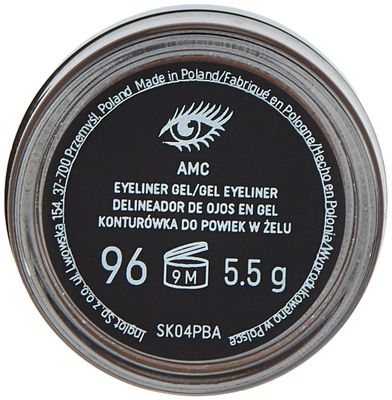 AMC
EYELINER GEL/GEL EYELINER
DELINEADOR DE OJOS EN GEL
KONTURÓWKA DO POWIEK W ŻELU
96 9 M 5.5 g
SK04PBA
Inglot Sp. z o.o. ul. Lwowska 154. 37-700 Przemyśl, Poland Made in Poland/Fabriqué en Pologne/Hecho en Polonia/Wyprodukowano w Polsce